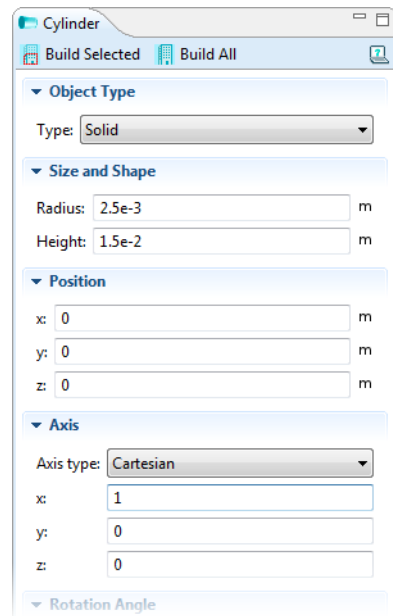 Cylinder
Build Selected Build All
Object Type
Type: Solid
Size and Shape
Radius: 2.5e-3 m
Height: 1.5e-2 m
Position
x: 0 m
y: 0 m
z: 0 m
Axis
Axis type: Cartesian
x: 1
y: 0
z: 0
Rotation Angle